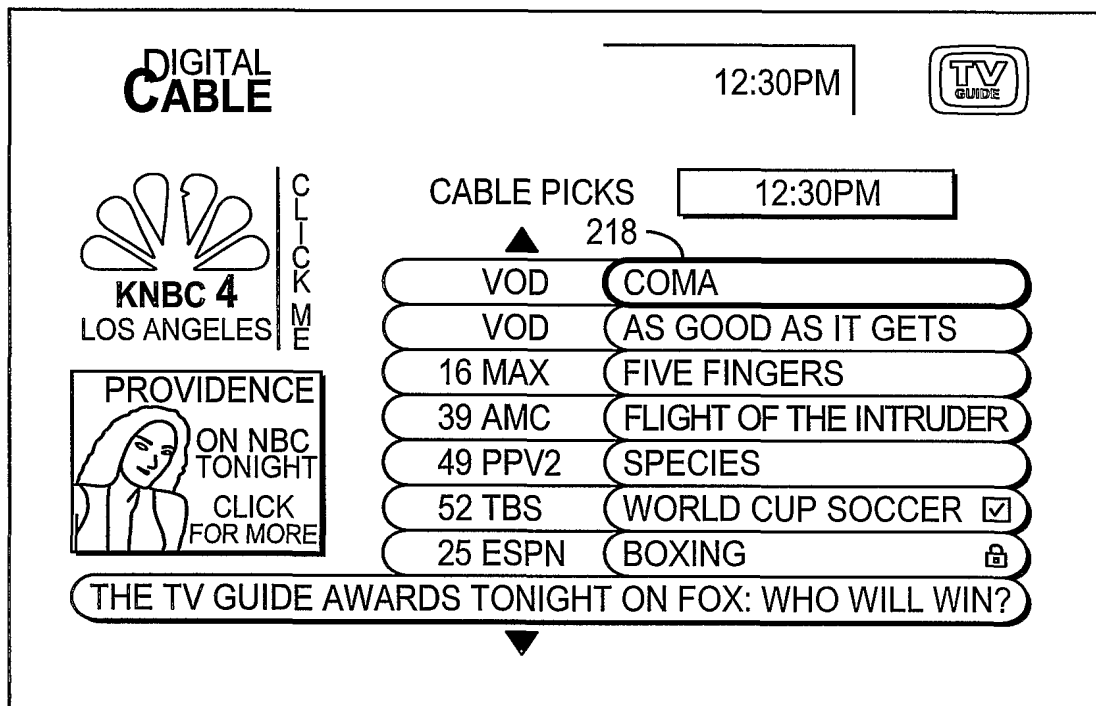 DIGITAL
CABLE
12:30PM
TV
GUIDE
KNBC 4
LOS ANGELES
CLICK ME
PROVIDENCE
ON NBC
TONIGHT
CLICK
FOR MORE
CABLE PICKS 12:30PM
218
VOD COMA
VOD AS GOOD AS IT GETS
16 MAX FIVE FINGERS
39 AMC FLIGHT OF THE INTRUDER
49 PPV2 SPECIES
52 TBS WORLD CUP SOCCER
25 ESPN BOXING
THE TV GUIDE AWARDS TONIGHT ON FOX: WHO WILL WIN?